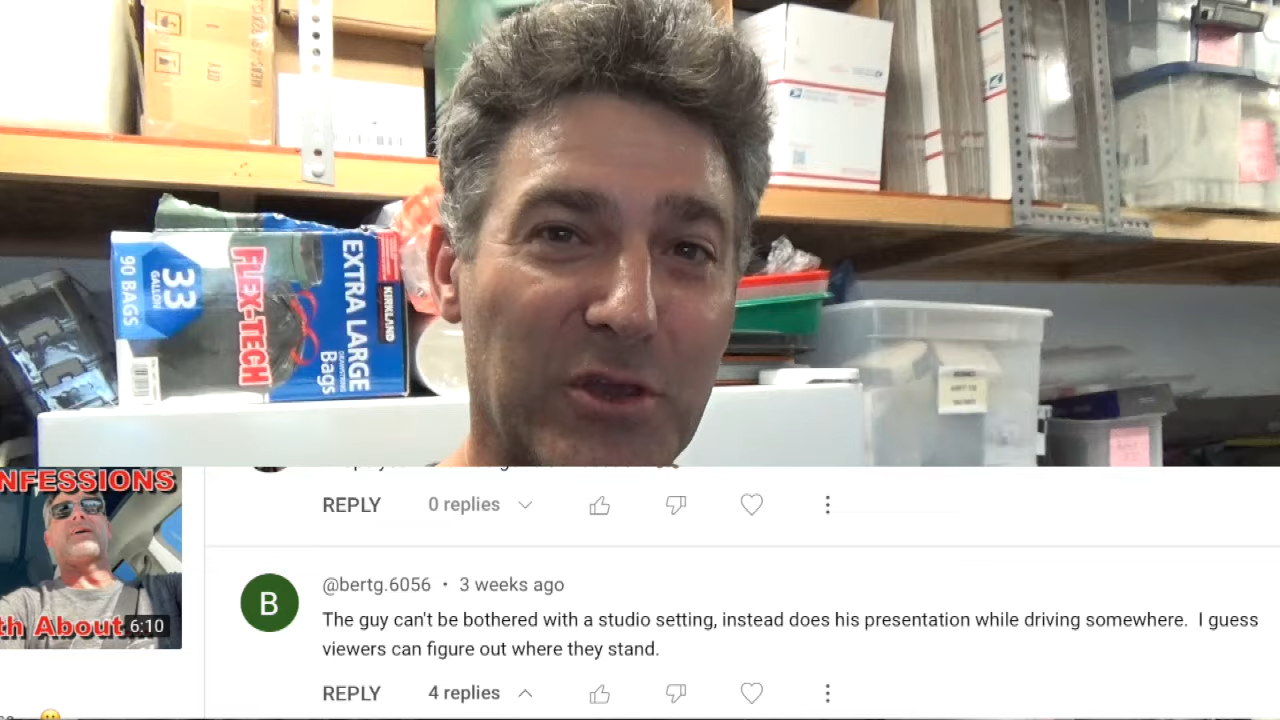 33
GALLON
90 BAGS
FLEX-TECH
EXTRA LARGE
DRAWSTRING
Bags
KIRKLAND
QTY
NFESSIONS
th About
6:10
REPLY
0 replies
@bertg.6056 • 3 weeks ago
B
The guy can't be bothered with a studio setting, instead does his presentation while driving somewhere. I guess
viewers can figure out where they stand.
REPLY
4 replies